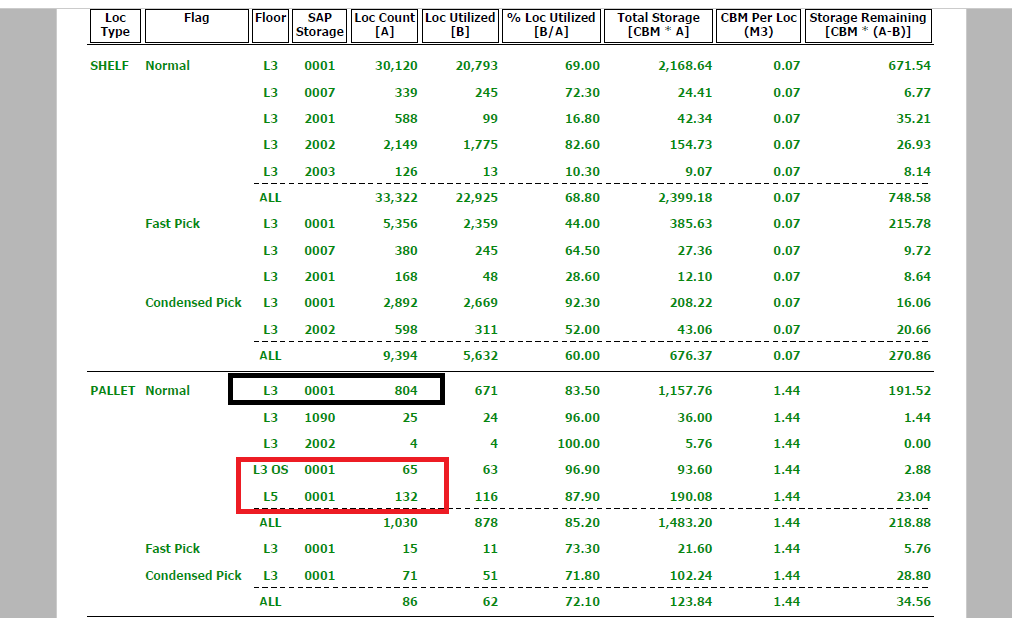 Loc Type Flag Floor SAP Storage Loc Count [A] Loc Utilized [B] % Loc Utilized [B/A] Total Storage [CBM * A] CBM Per Loc (M3) Storage Remaining [CBM * (A-B)]
SHELF Normal L3 0001 30,120 20,793 69.00 2,168.64 0.07 671.54
L3 0007 339 245 72.30 24.41 0.07 6.77
L3 2001 588 99 16.80 42.34 0.07 35.21
L3 2002 2,149 1,775 82.60 154.73 0.07 26.93
L3 2003 126 13 10.30 9.07 0.07 8.14
ALL 33,322 22,925 68.80 2,399.18 0.07 748.58
Fast Pick L3 0001 5,356 2,359 44.00 385.63 0.07 215.78
L3 0007 380 245 64.50 27.36 0.07 9.72
L3 2001 168 48 28.60 12.10 0.07 8.64
Condensed Pick L3 0001 2,892 2,669 92.30 208.22 0.07 16.06
L3 2002 598 311 52.00 43.06 0.07 20.66
ALL 9,394 5,632 60.00 676.37 0.07 270.86
PALLET Normal L3 0001 804 671 83.50 1,157.76 1.44 191.52
L3 1090 25 24 96.00 36.00 1.44 1.44
L3 2002 4 4 100.00 5.76 1.44 0.00
L3 OS 0001 65 63 96.90 93.60 1.44 2.88
L5 0001 132 116 87.90 190.08 1.44 23.04
ALL 1,030 878 85.20 1,483.20 1.44 218.88
Fast Pick L3 0001 15 11 73.30 21.60 1.44 5.76
Condensed Pick L3 0001 71 51 71.80 102.24 1.44 28.80
ALL 86 62 72.10 123.84 1.44 34.56